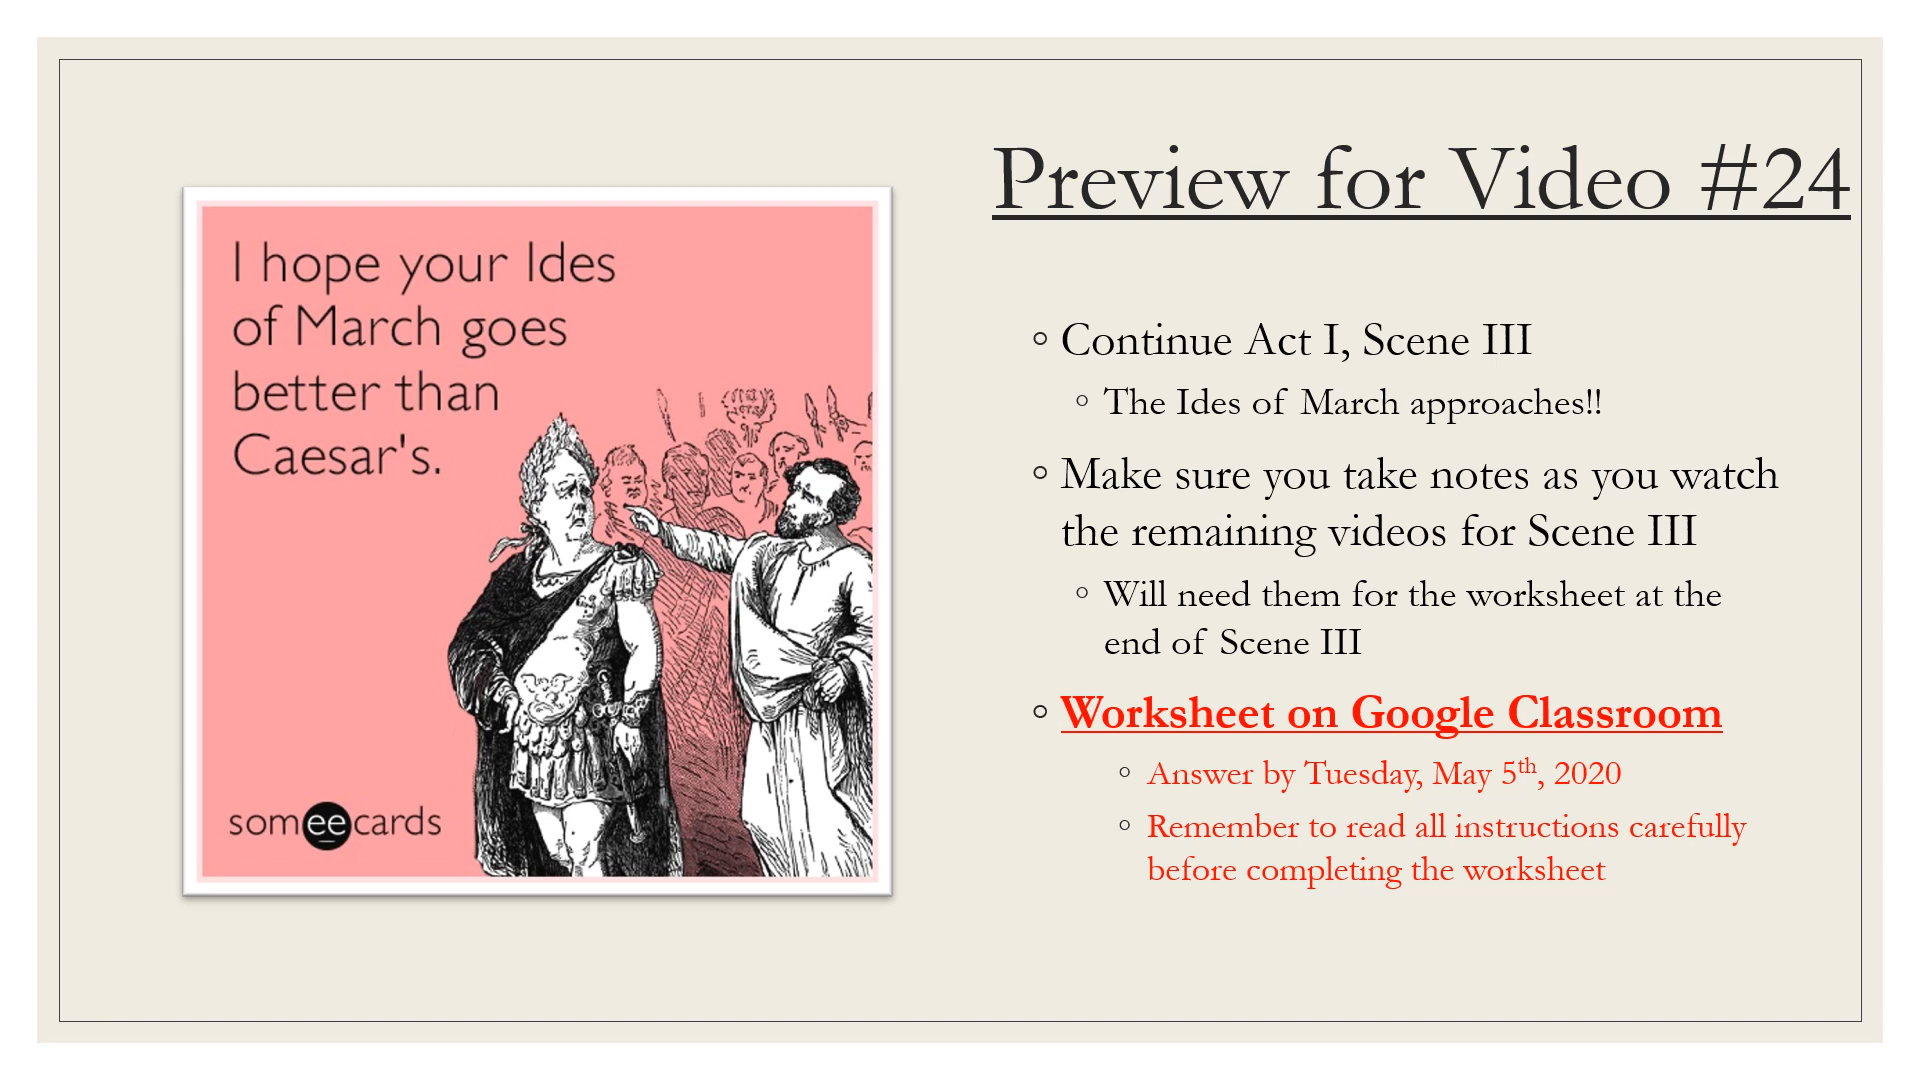 I hope your Ides
of March goes
better than
Caesar's.
someecards
Preview for Video #24
Continue Act I, Scene III
The Ides of March approaches!!
Make sure you take notes as you watch
the remaining videos for Scene III
Will need them for the worksheet at the
end of Scene III
Worksheet on Google Classroom
Answer by Tuesday, May 5th, 2020
Remember to read all instructions carefully
before completing the worksheet